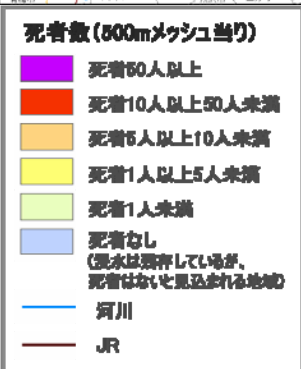 死者数(500mメッシュ当り)
死者50人以上
死者10人以上50人未満
死者5人以上10人未満
死者1人以上5人未満
死者1人未満
死者なし
(浸水は残存しているが、
死者はないと見込まれる地域)
河川
JR